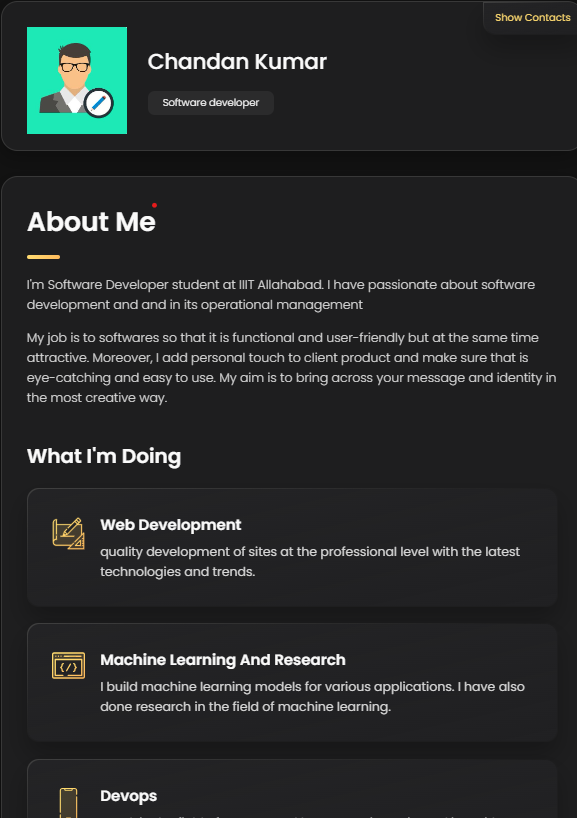 Show Contacts
Chandan Kumar
Software developer
About Me
I'm Software Developer student at IIIT Allahabad. I have passionate about software
development and and in its operational management
My job is to softwares so that it is functional and user-friendly but at the same time
attractive. Moreover, I add personal touch to client product and make sure that is
eye-catching and easy to use. My aim is to bring across your message and identity in
the most creative way.
What I'm Doing
Web Development
quality development of sites at the professional level with the latest
technologies and trends.
Machine Learning And Research
I build machine learning models for various applications. I have also
done research in the field of machine learning.
Devops